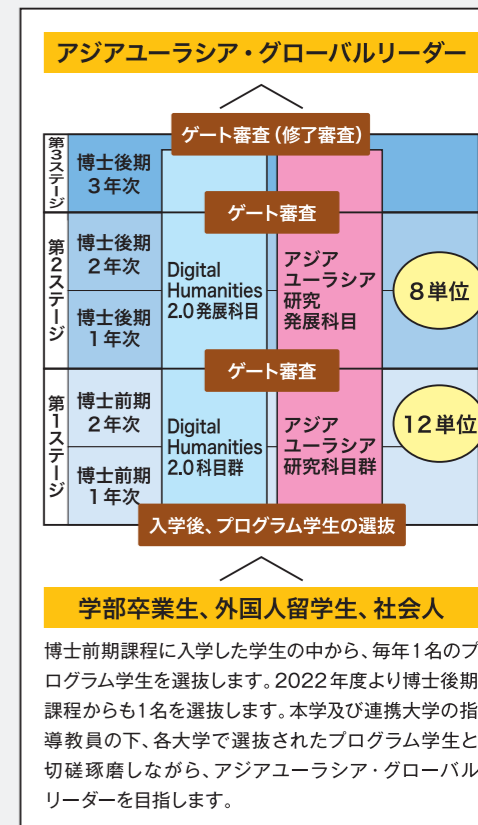 アジアユーラシア・グローバルリーダー
ゲート審査（修了審査）
第3ステージ
博士後期
3年次
ゲート審査
第2ステージ
博士後期
2年次
博士後期
1年次
Digital
Humanities
2.0発展科目
アジア
ユーラシア
研究
発展科目
8単位
ゲート審査
第1ステージ
博士前期
2年次
博士前期
1年次
Digital
Humanities
2.0科目群
アジア
ユーラシア
研究科目群
12単位
入学後、プログラム学生の選抜
学部卒業生、外国人留学生、社会人
博士前期課程に入学した学生の中から、毎年1名のプ
ログラム学生を選抜します。2022年度より博士後期
課程からも1名を選抜します。本学及び連携大学の指
導教員の下、各大学で選抜されたプログラム学生と
切磋琢磨しながら、アジアユーラシア・グローバル
リーダーを目指します。